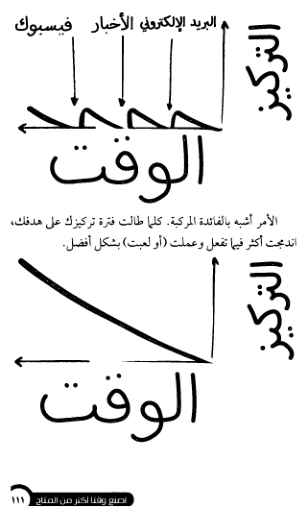 البريد الإلكتروني الأخبار فيسبوك
التركيز
الوقت
الأمر أشبه بالفائدة المركبة. كلما طالت فترة تركيزك على هدفك،
اندمجت أكثر فيما تفعل وعملت (أو لعبت) بشكل أفضل.
التركيز
الوقت
اصنع وقتا أكثر من المتاح ١١١